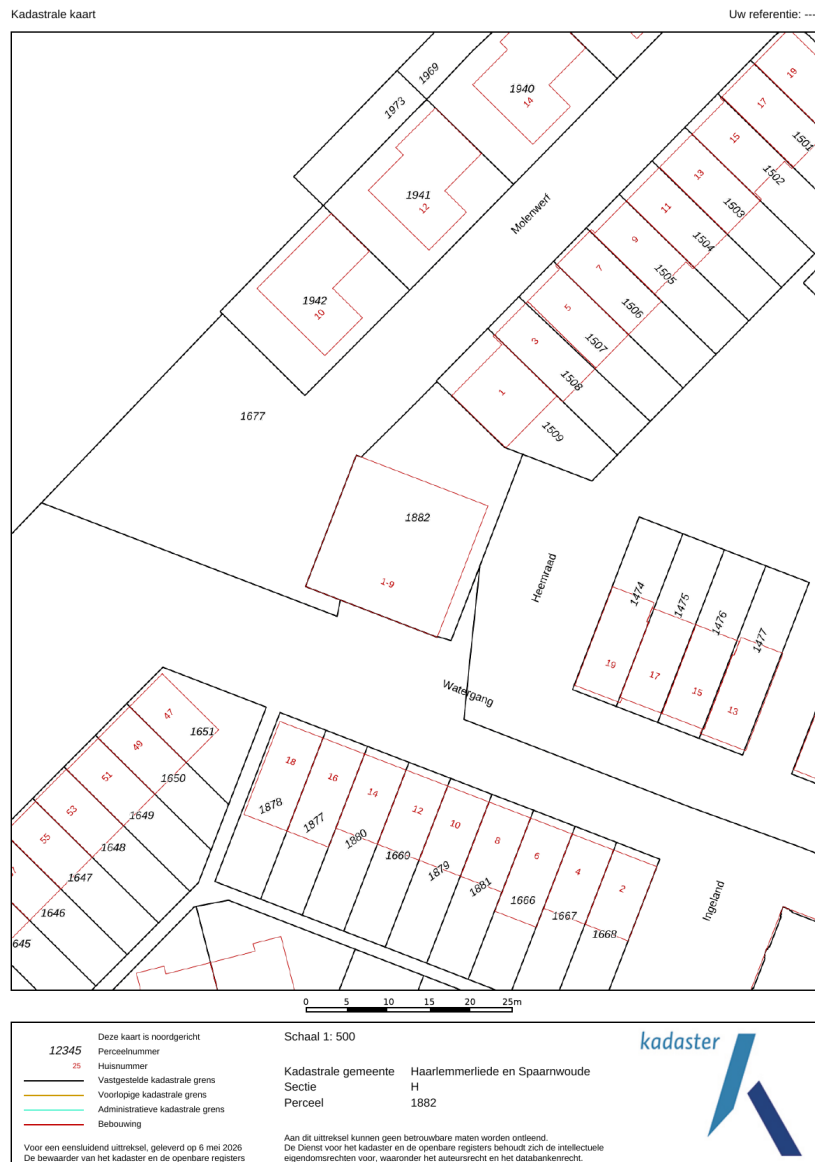 Kadastrale kaart
Uw referentie: ---
1969
1973
1940
14
19
17
1501
15
1502
13
1503
11
1504
9
1505
7
1506
5
1507
3
1508
1
1509
1941
12
Molenwerf
1942
10
1677
1882
1-9
Heemraad
1474
1475
1476
1477
19
17
15
13
Watergang
47
1651
49
1650
51
1649
53
1648
55
1647
1646
645
18
1878
16
1877
14
1880
12
1660
10
1879
8
1881
6
1666
4
1667
2
1668
Ingeland
0 5 10 15 20 25m
Deze kaart is noordgericht
12345 Perceelnummer
25 Huisnummer
Vastgestelde kadastrale grens
Voorlopige kadastrale grens
Administratieve kadastrale grens
Bebouwing
Voor een eensluidend uittreksel, geleverd op 6 mei 2026
De bewaarder van het kadaster en de openbare registers
Schaal 1: 500
Kadastrale gemeente Haarlemmerliede en Spaarnwoude
Sectie H
Perceel 1882
Aan dit uittreksel kunnen geen betrouwbare maten worden ontleend.
De Dienst voor het kadaster en de openbare registers behoudt zich de intellectuele
eigendomsrechten voor, waaronder het auteursrecht en het databankenrecht.
kadaster